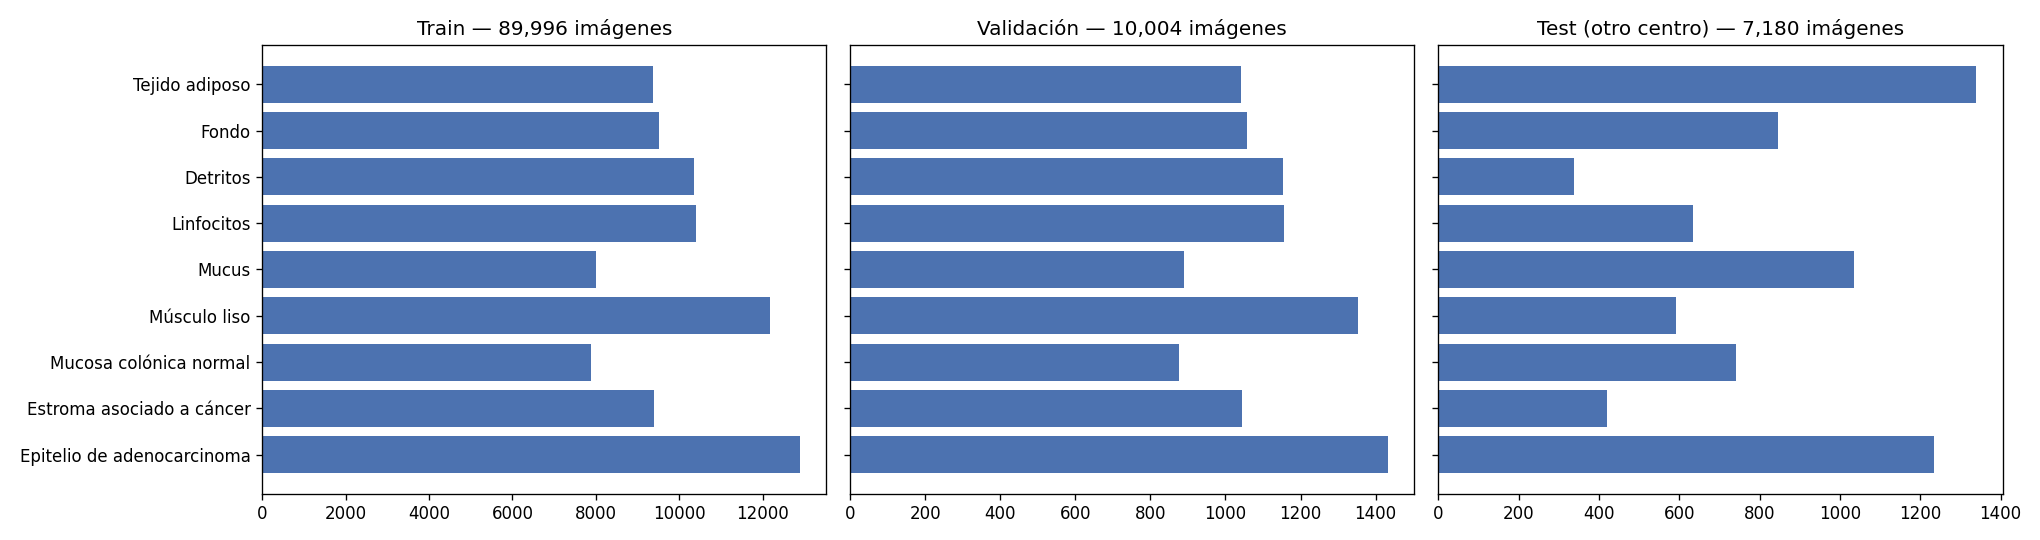 Train — 89,996 imágenes
Validación — 10,004 imágenes
Test (otro centro) — 7,180 imágenes
Tejido adiposo
Fondo
Detritos
Linfocitos
Mucus
Músculo liso
Mucosa colónica normal
Estroma asociado a cáncer
Epitelio de adenocarcinoma
0 2000 4000 6000 8000 10000 12000
0 200 400 600 800 1000 1200 1400
0 200 400 600 800 1000 1200 1400